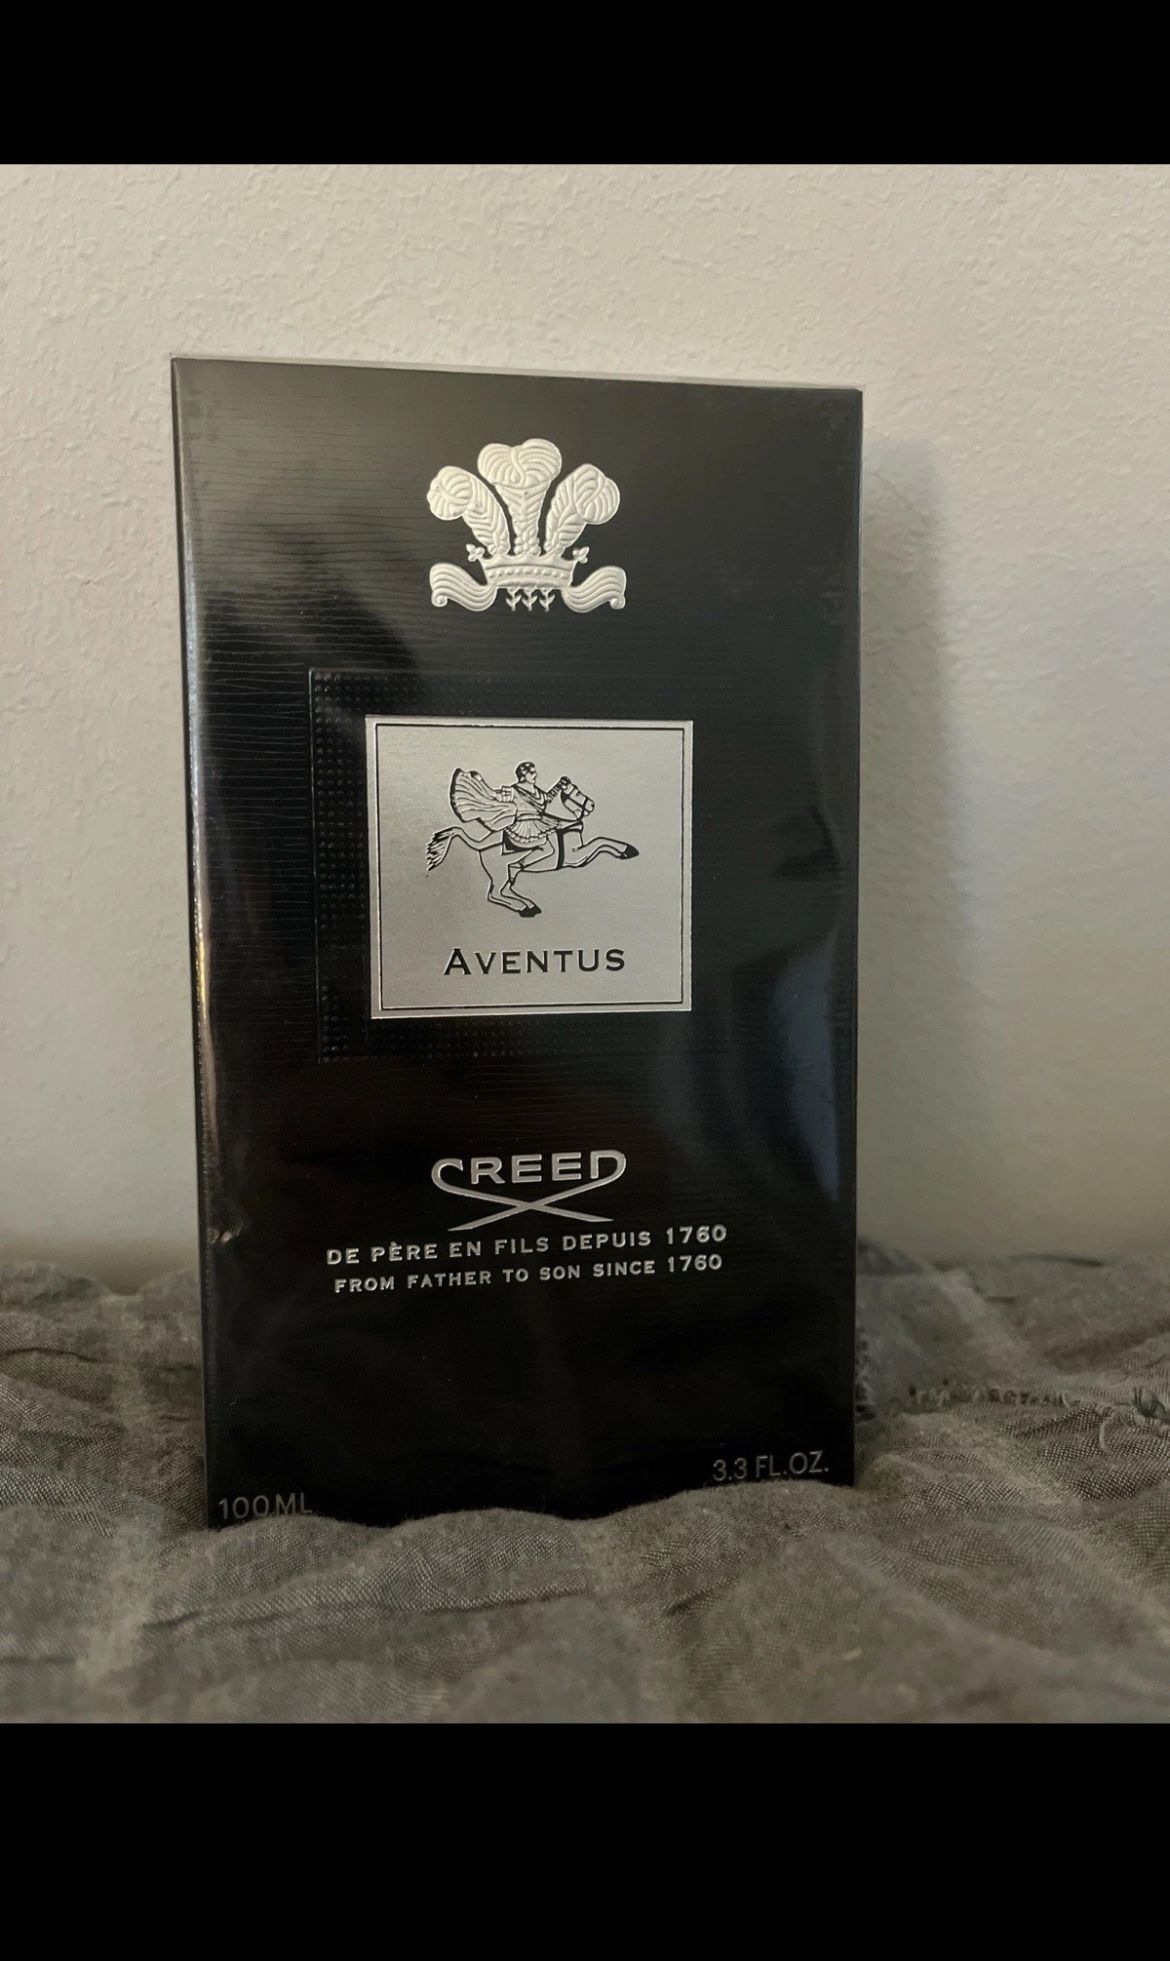 AVENTUS
CREED
DE PÈRE EN FILS DEPUIS 1760
FROM FATHER TO SON SINCE 1760
100ML
3.3 FL.OZ.